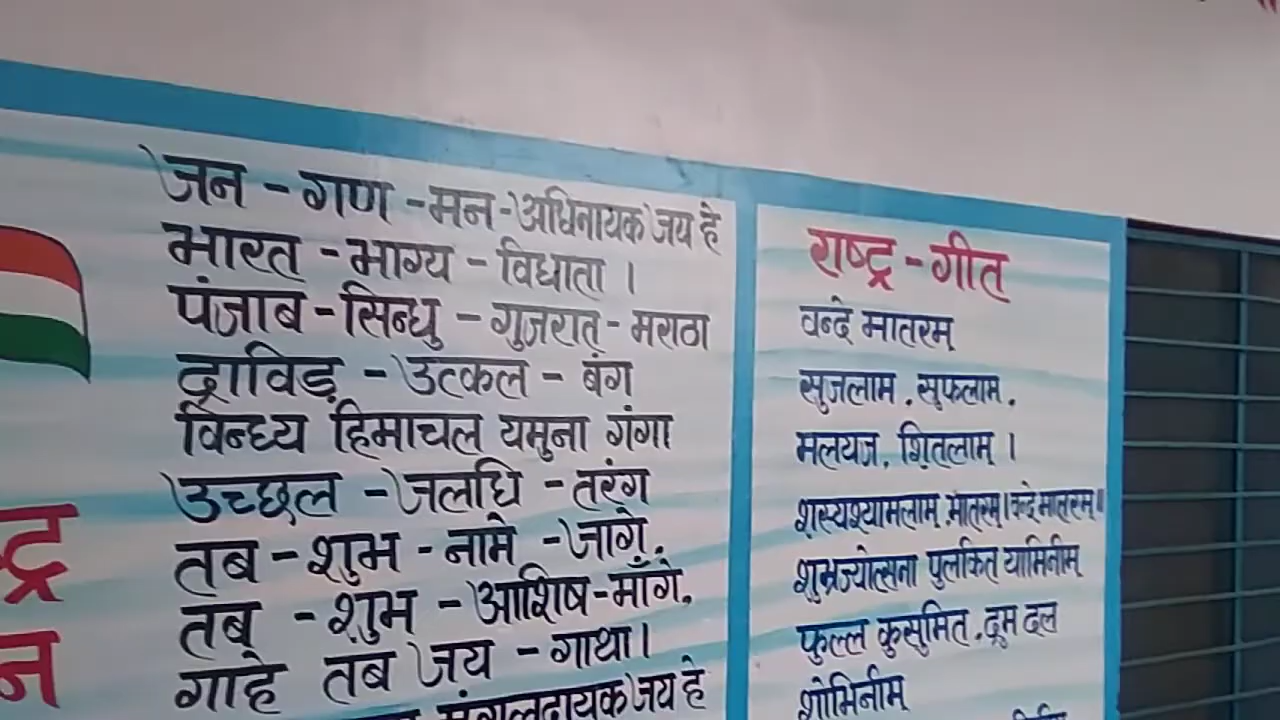 जन - गण - मन - अधिनायक जय हे
भारत - भाग्य - विधाता ।
पंजाब - सिन्धु - गुजरात - मराठा
द्राविड़ - उत्कल - बंग
विन्ध्य हिमाचल यमुना गंगा
उच्छल - जलधि - तरंग
तब - शुभ - नामे - जागे.
तब - शुभ - आशिष - माँगे.
गाहे तब जय - गाथा।
मंगलदायक जय हे
राष्ट्र - गीत
वन्दे मातरम्
सुजलाम . सुफलाम .
मलयज . शितलाम् ।
शस्यश्यामलाम् .मातरम्। वन्दे मातरम्॥
शुभ्रज्योत्सना पुलकित यामिनीम्
फुल्ल कुसुमित . द्रुम दल
शोभिनीम्